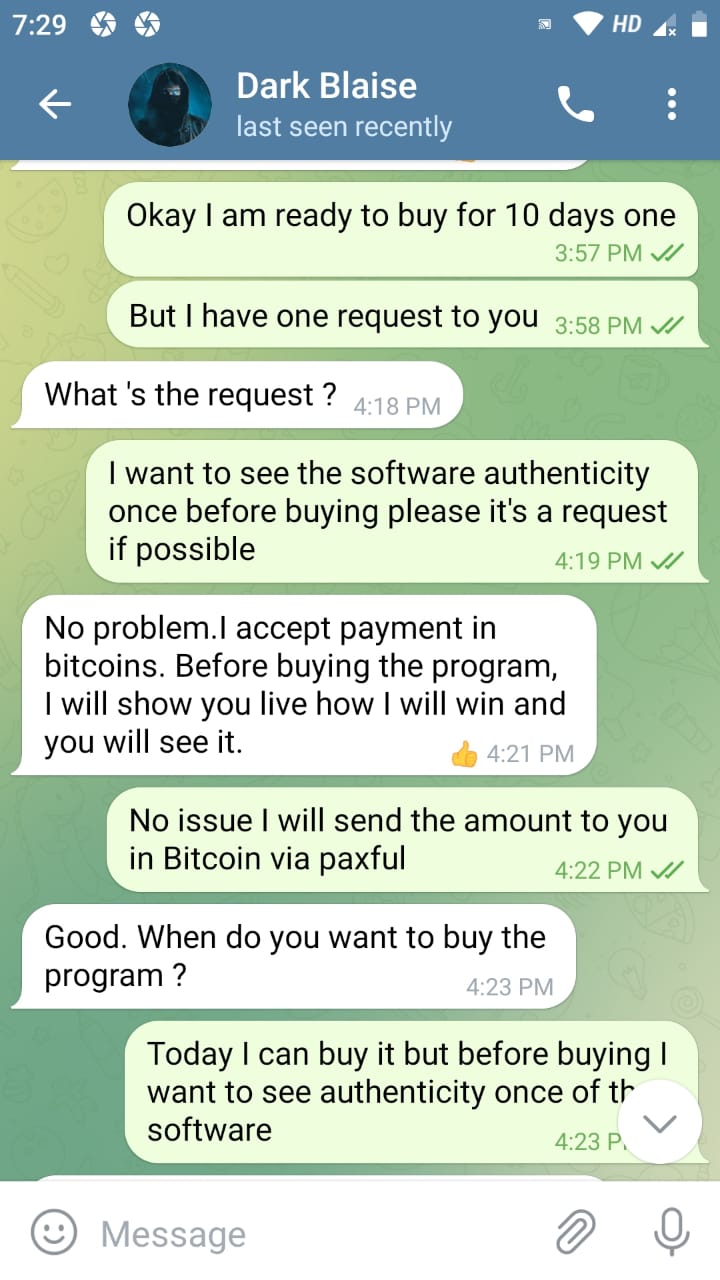 7:29
HD
Dark Blaise
last seen recently
Okay I am ready to buy for 10 days one
3:57 PM
But I have one request to you
3:58 PM
What 's the request ?
4:18 PM
I want to see the software authenticity
once before buying please it's a request
if possible
4:19 PM
No problem.I accept payment in
bitcoins. Before buying the program,
I will show you live how I will win and
you will see it.
👍 4:21 PM
No issue I will send the amount to you
in Bitcoin via paxful
4:22 PM
Good. When do you want to buy the
program ?
4:23 PM
Today I can buy it but before buying I
want to see authenticity once of
software
4:23
Message